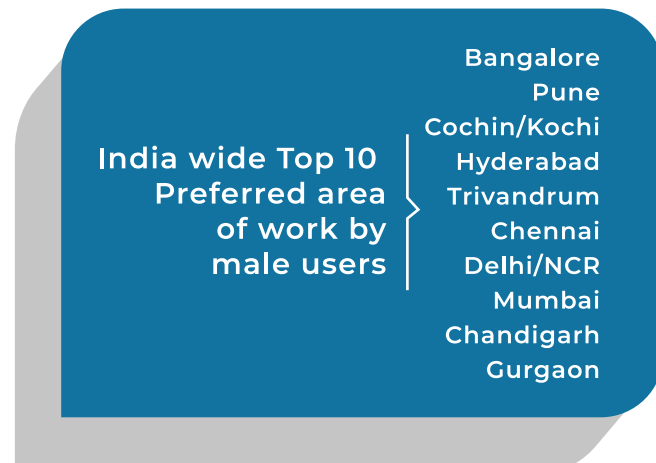 India wide Top 10
Preferred area
of work by
male users
Bangalore
Pune
Cochin/Kochi
Hyderabad
Trivandrum
Chennai
Delhi/NCR
Mumbai
Chandigarh
Gurgaon